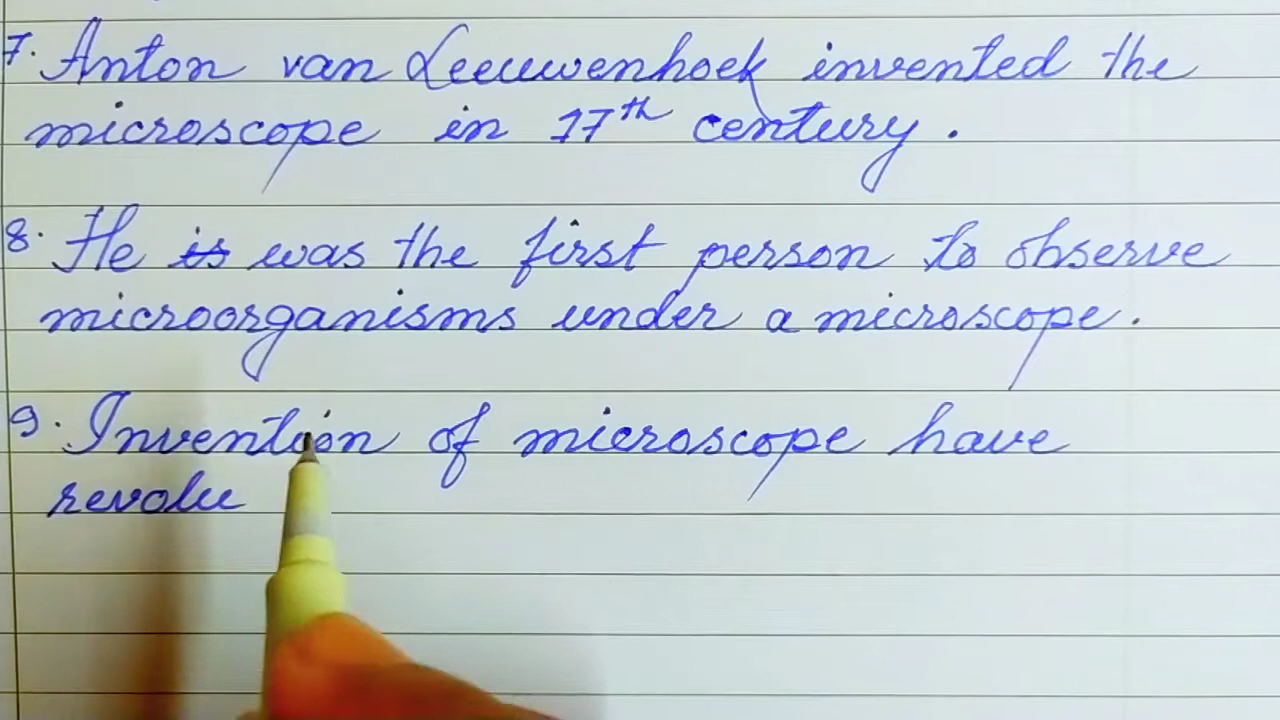 7. Anton van Leeuwenhoek invented the
microscope in 17th century.
8. He is was the first person to observe
microorganisms under a microscope.
9. Invention of microscope have
revolu